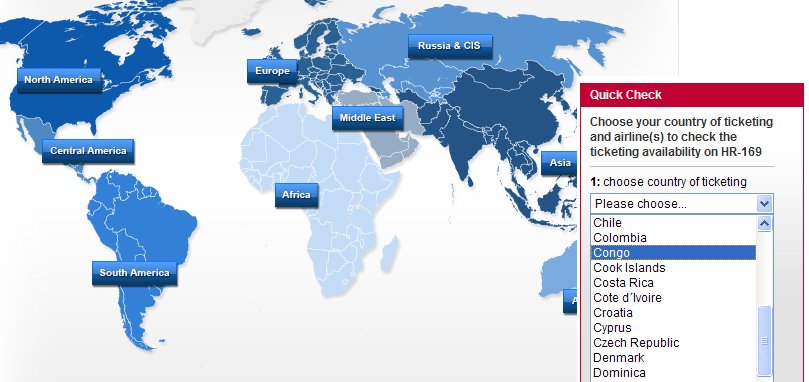 Russia & CIS
Europe
North America
Middle East
Central America
Asia
Africa
South America
A
Quick Check
Choose your country of ticketing
and airline(s) to check the
ticketing availability on HR-169
1: choose country of ticketing
Please choose...
Chile
Colombia
Congo
Cook Islands
Costa Rica
Cote d´Ivoire
Croatia
Cyprus
Czech Republic
Denmark
Dominica